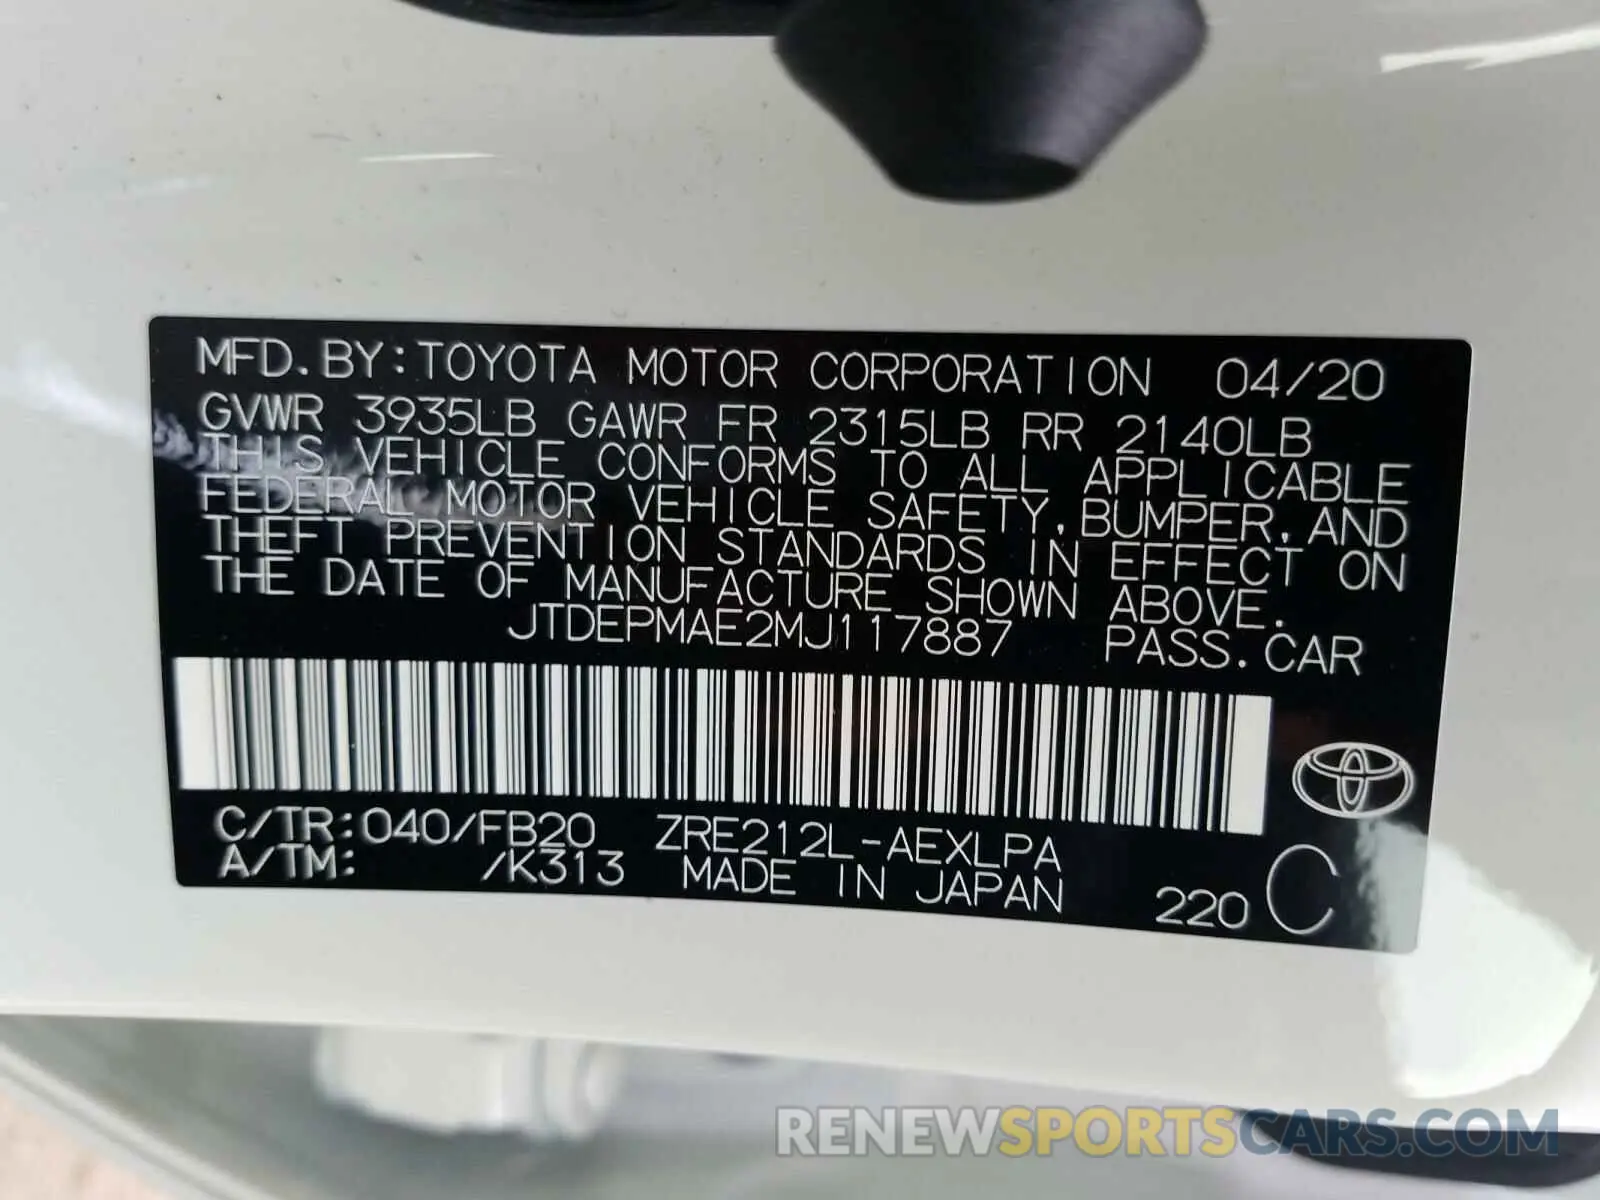 MFD. BY: TOYOTA MOTOR CORPORATION 04/20
GVWR 3935LB GAWR FR 2315LB RR 2140LB
THIS VEHICLE CONFORMS TO ALL APPLICABLE
FEDERAL MOTOR VEHICLE SAFETY, BUMPER, AND
THEFT PREVENTION STANDARDS IN EFFECT ON
THE DATE OF MANUFACTURE SHOWN ABOVE.
JTDEPMAE2MJ117887 PASS. CAR
C/TR: 040/FB20 ZRE212L-AEXLPA
A/TM: /K313 MADE IN JAPAN 220 C
RENEWSPORTSCARS.COM